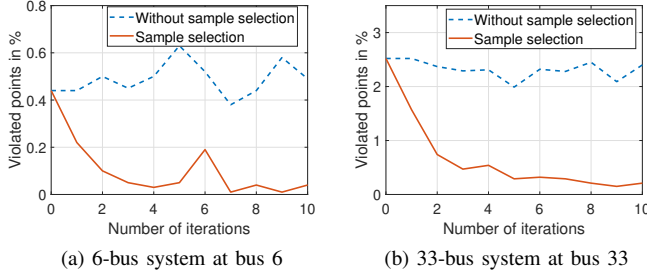 0.8
0.6
0.4
0.2
0
Violated points in %
Without sample selection
Sample selection
0 2 4 6 8 10
Number of iterations
(a) 6-bus system at bus 6
3
2
1
0
Violated points in %
Without sample selection
Sample selection
0 2 4 6 8 10
Number of iterations
(b) 33-bus system at bus 33